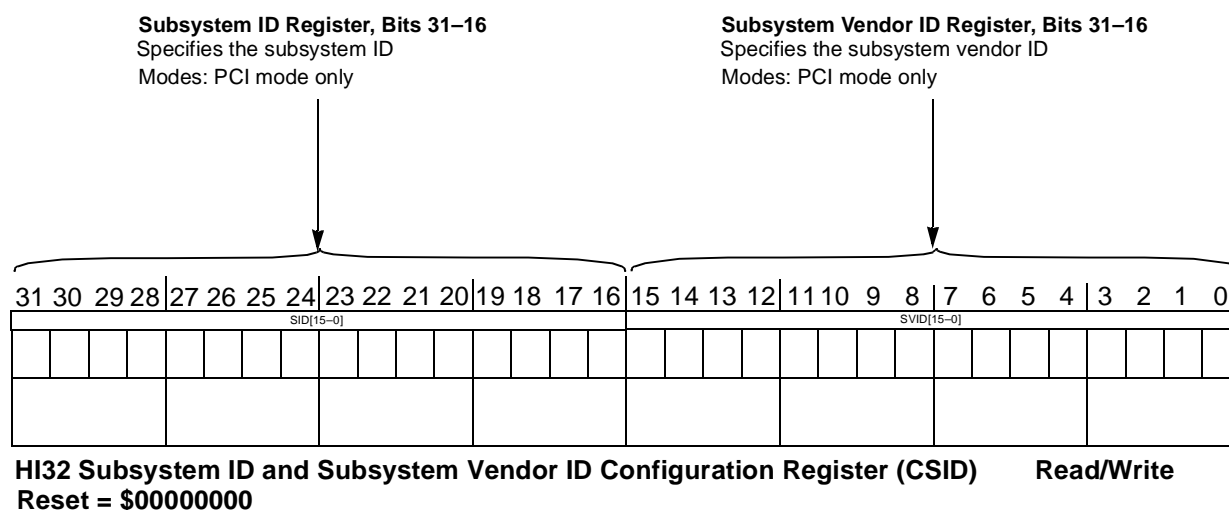 Subsystem ID Register, Bits 31–16
Specifies the subsystem ID
Modes: PCI mode only
Subsystem Vendor ID Register, Bits 31–16
Specifies the subsystem vendor ID
Modes: PCI mode only
31 30 29 28 27 26 25 24 23 22 21 20 19 18 17 16 15 14 13 12 11 10 9 8 7 6 5 4 3 2 1 0
SID[15–0] SVID[15–0]
HI32 Subsystem ID and Subsystem Vendor ID Configuration Register (CSID) Read/Write
Reset = $00000000